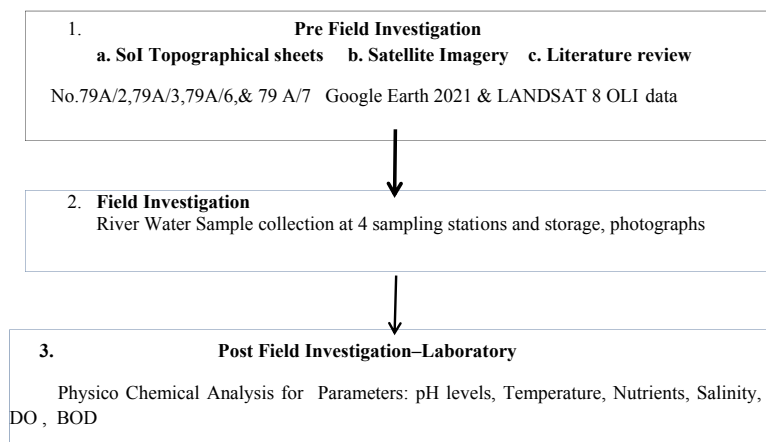 1. Pre Field Investigation
a. SoI Topographical sheets b. Satellite Imagery c. Literature review
No.79A/2,79A/3,79A/6,& 79 A/7 Google Earth 2021 & LANDSAT 8 OLI data
2. Field Investigation
River Water Sample collection at 4 sampling stations and storage, photographs
3. Post Field Investigation–Laboratory
Physico Chemical Analysis for Parameters: pH levels, Temperature, Nutrients, Salinity,
DO , BOD